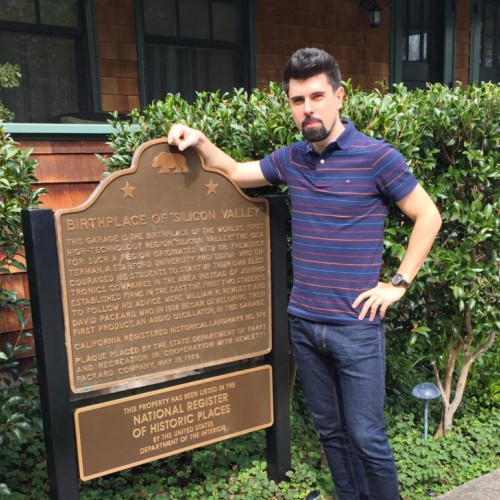 BIRTHPLACE OF "SILICON VALLEY"
THIS GARAGE IS THE BIRTHPLACE OF THE WORLD'S FIRST
HIGH-TECHNOLOGY REGION, "SILICON VALLEY." THE IDEA
FOR SUCH A REGION ORIGINATED WITH DR. FREDERICK
TERMAN, A STANFORD UNIVERSITY PROFESSOR WHO EN-
COURAGED HIS STUDENTS TO START UP THEIR OWN ELEC-
TRONICS COMPANIES IN THE AREA INSTEAD OF JOINING
ESTABLISHED FIRMS IN THE EAST. THE FIRST TWO STUDENTS
TO FOLLOW HIS ADVICE WERE WILLIAM R. HEWLETT AND
DAVID PACKARD, WHO IN 1938 BEGAN DEVELOPING THEIR
FIRST PRODUCT, AN AUDIO OSCILLATOR, IN THIS GARAGE.
CALIFORNIA REGISTERED HISTORICAL LANDMARK NO. 976
PLAQUE PLACED BY THE STATE DEPARTMENT OF PARKS
AND RECREATION IN COOPERATION WITH HEWLETT-
PACKARD COMPANY, MAY 19, 1989.
THIS PROPERTY HAS BEEN LISTED IN THE
NATIONAL REGISTER
OF HISTORIC PLACES
BY THE UNITED STATES
DEPARTMENT OF THE INTERIOR